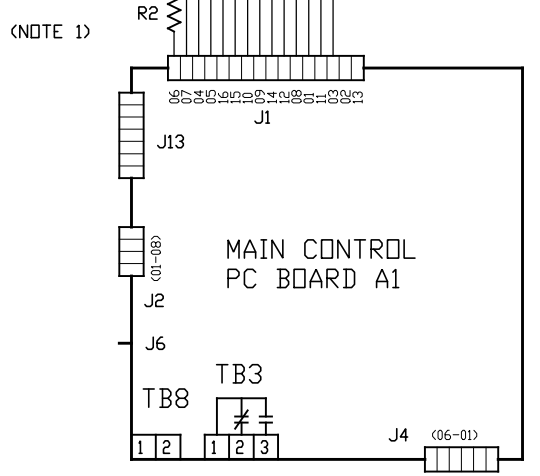 R2
(NOTE 1)
06 07 04 05 16 15 10 09 14 12 08 01 11 03 02 13
J1
J13
(01-08)
MAIN CONTROL
PC BOARD A1
J2
J6
TB3
TB8
J4 (06-01)
1 2 1 2 3